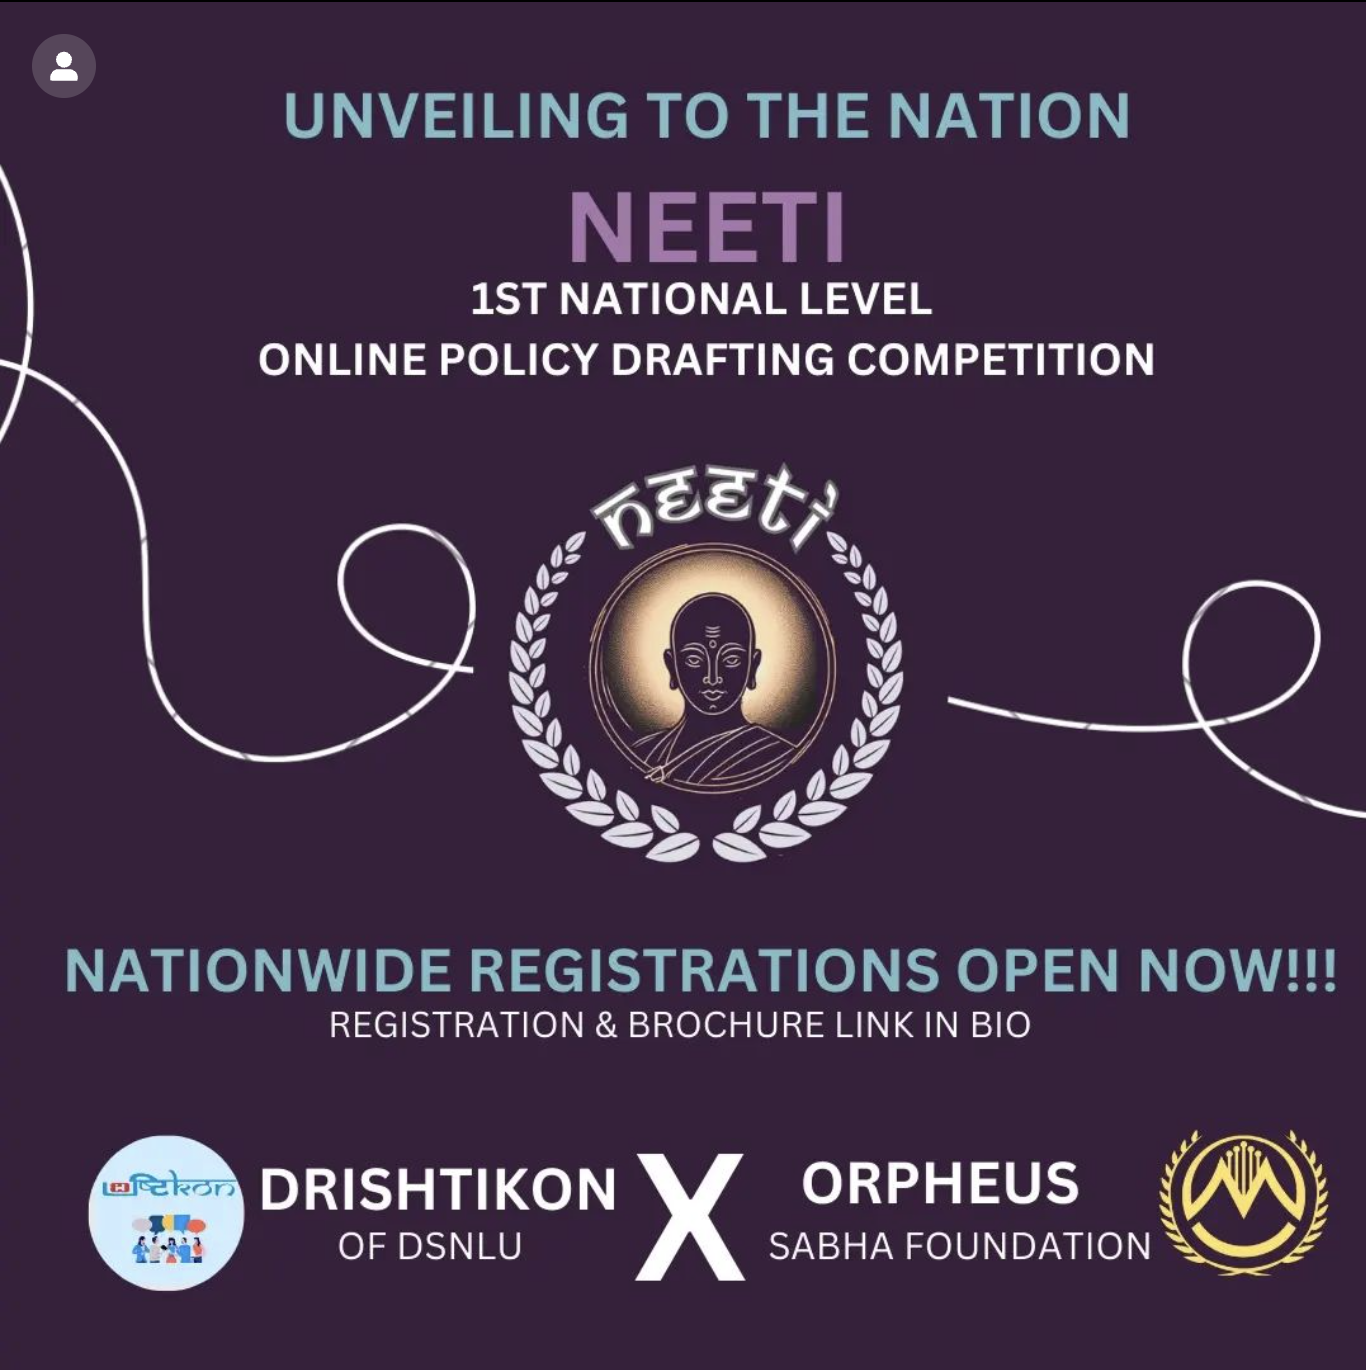 UNVEILING TO THE NATION
NEETI
1ST NATIONAL LEVEL
ONLINE POLICY DRAFTING COMPETITION
neeti
NATIONWIDE REGISTRATIONS OPEN NOW!!!
REGISTRATION & BROCHURE LINK IN BIO
DRISHTIKON X ORPHEUS
OF DSNLU SABHA FOUNDATION